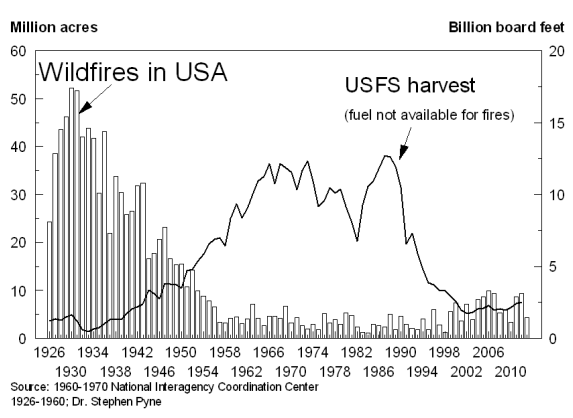 Million acres Billion board feet
60 20
Wildfires in USA
USFS harvest
50
(fuel not available for fires)
15
40
30 10
20
5
10
0 0
1926 1934 1942 1950 1958 1966 1974 1982 1990 1998 2006
1930 1938 1946 1954 1962 1970 1978 1986 1994 2002 2010
Source: 1960-1970 National Interagency Coordination Center
1926-1960; Dr. Stephen Pyne